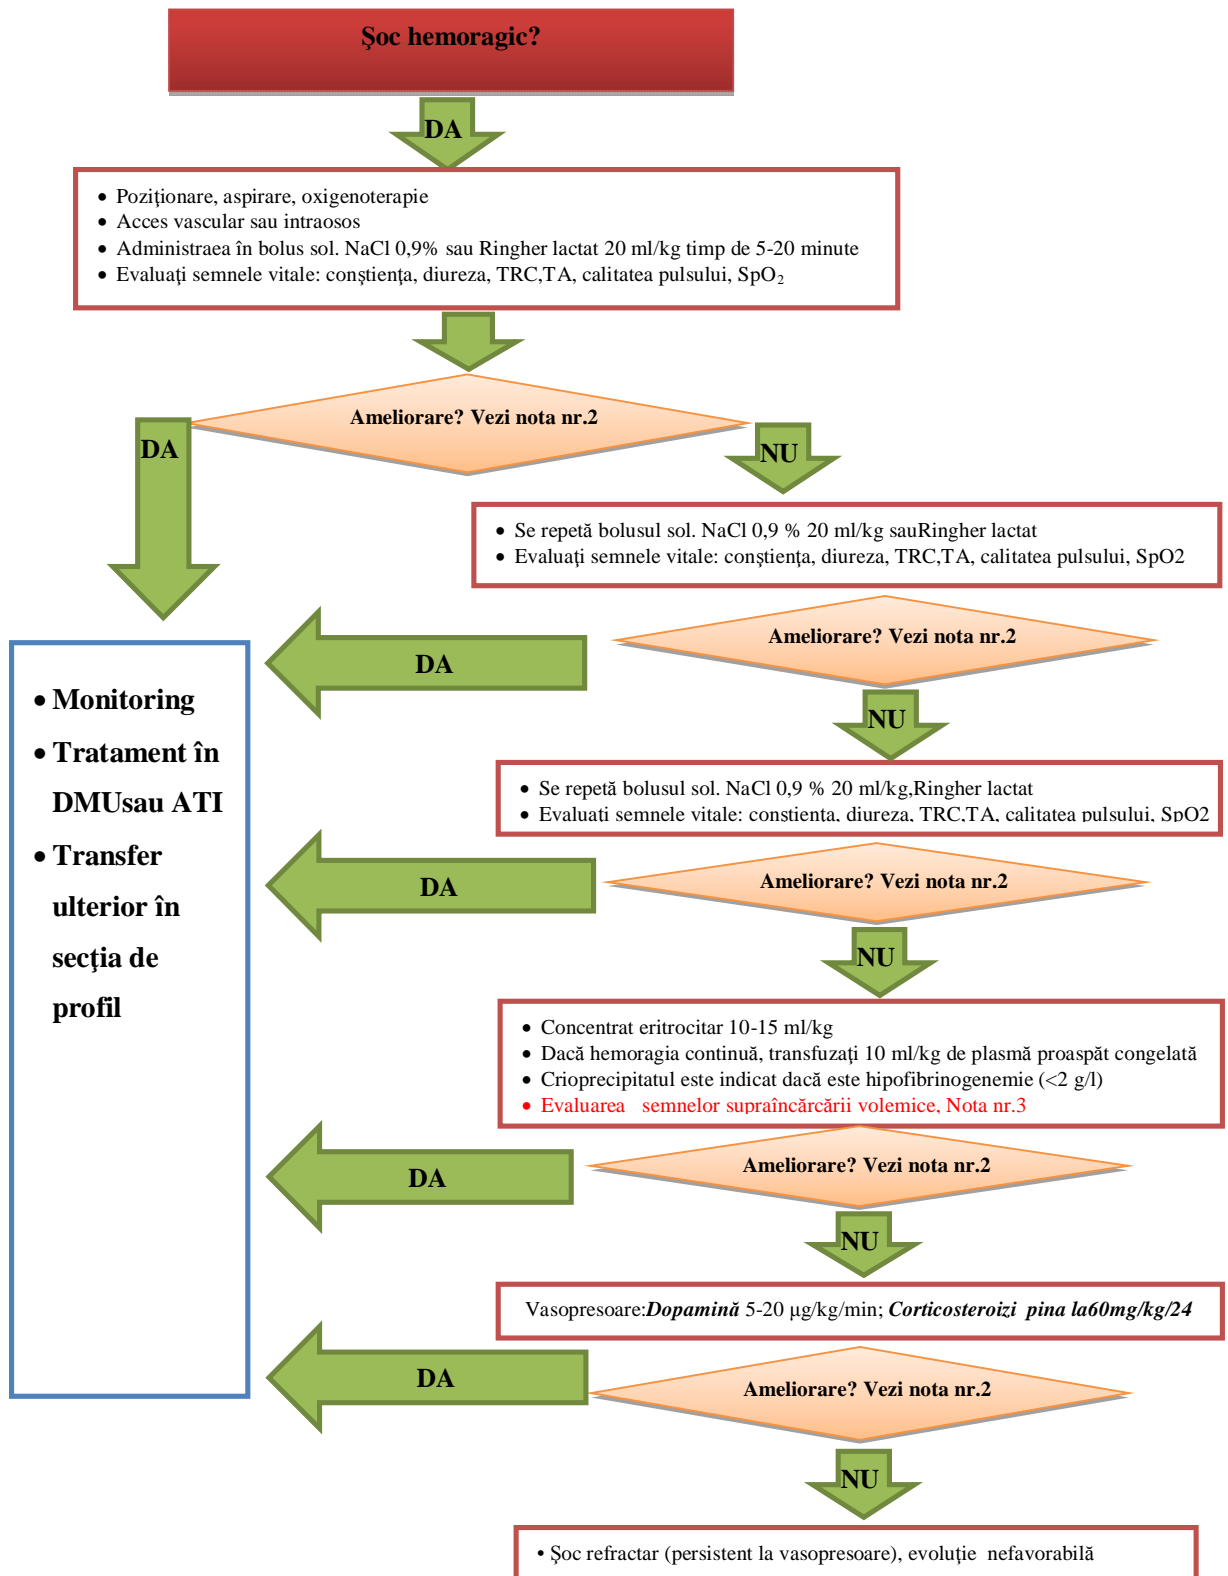 Şoc hemoragic?
DA
• Poziţionare, aspirare, oxigenoterapie
• Acces vascular sau intraosos
• Administraea în bolus sol. NaCl 0,9% sau Ringher lactat 20 ml/kg timp de 5-20 minute
• Evaluaţi semnele vitale: conştienţa, diureza, TRC,TA, calitatea pulsului, SpO₂
Ameliorare? Vezi nota nr.2
DA
NU
• Se repetă bolusul sol. NaCl 0,9 % 20 ml/kg sauRingher lactat
• Evaluaţi semnele vitale: conştienţa, diureza, TRC,TA, calitatea pulsului, SpO2
Ameliorare? Vezi nota nr.2
DA
NU
• Monitoring
• Tratament în
DMUsau ATI
• Transfer
ulterior în
secţia de
profil
• Se repetă bolusul sol. NaCl 0,9 % 20 ml/kg,Ringher lactat
• Evaluati semnele vitale: constienta, diureza, TRC,TA, calitatea pulsului, SpO2
Ameliorare? Vezi nota nr.2
DA
NU
• Concentrat eritrocitar 10-15 ml/kg
• Dacă hemoragia continuă, transfuzaţi 10 ml/kg de plasmă proaspăt congelată
• Crioprecipitatul este indicat dacă este hipofibrinogenemie (<2 g/l)
• Evaluarea semnelor supraîncărcării volemice, Nota nr.3
Ameliorare? Vezi nota nr.2
DA
NU
Vasopresoare:Dopamină 5-20 µg/kg/min; Corticosteroizi pina la60mg/kg/24
Ameliorare? Vezi nota nr.2
DA
NU
• Şoc refractar (persistent la vasopresoare), evoluţie nefavorabilă